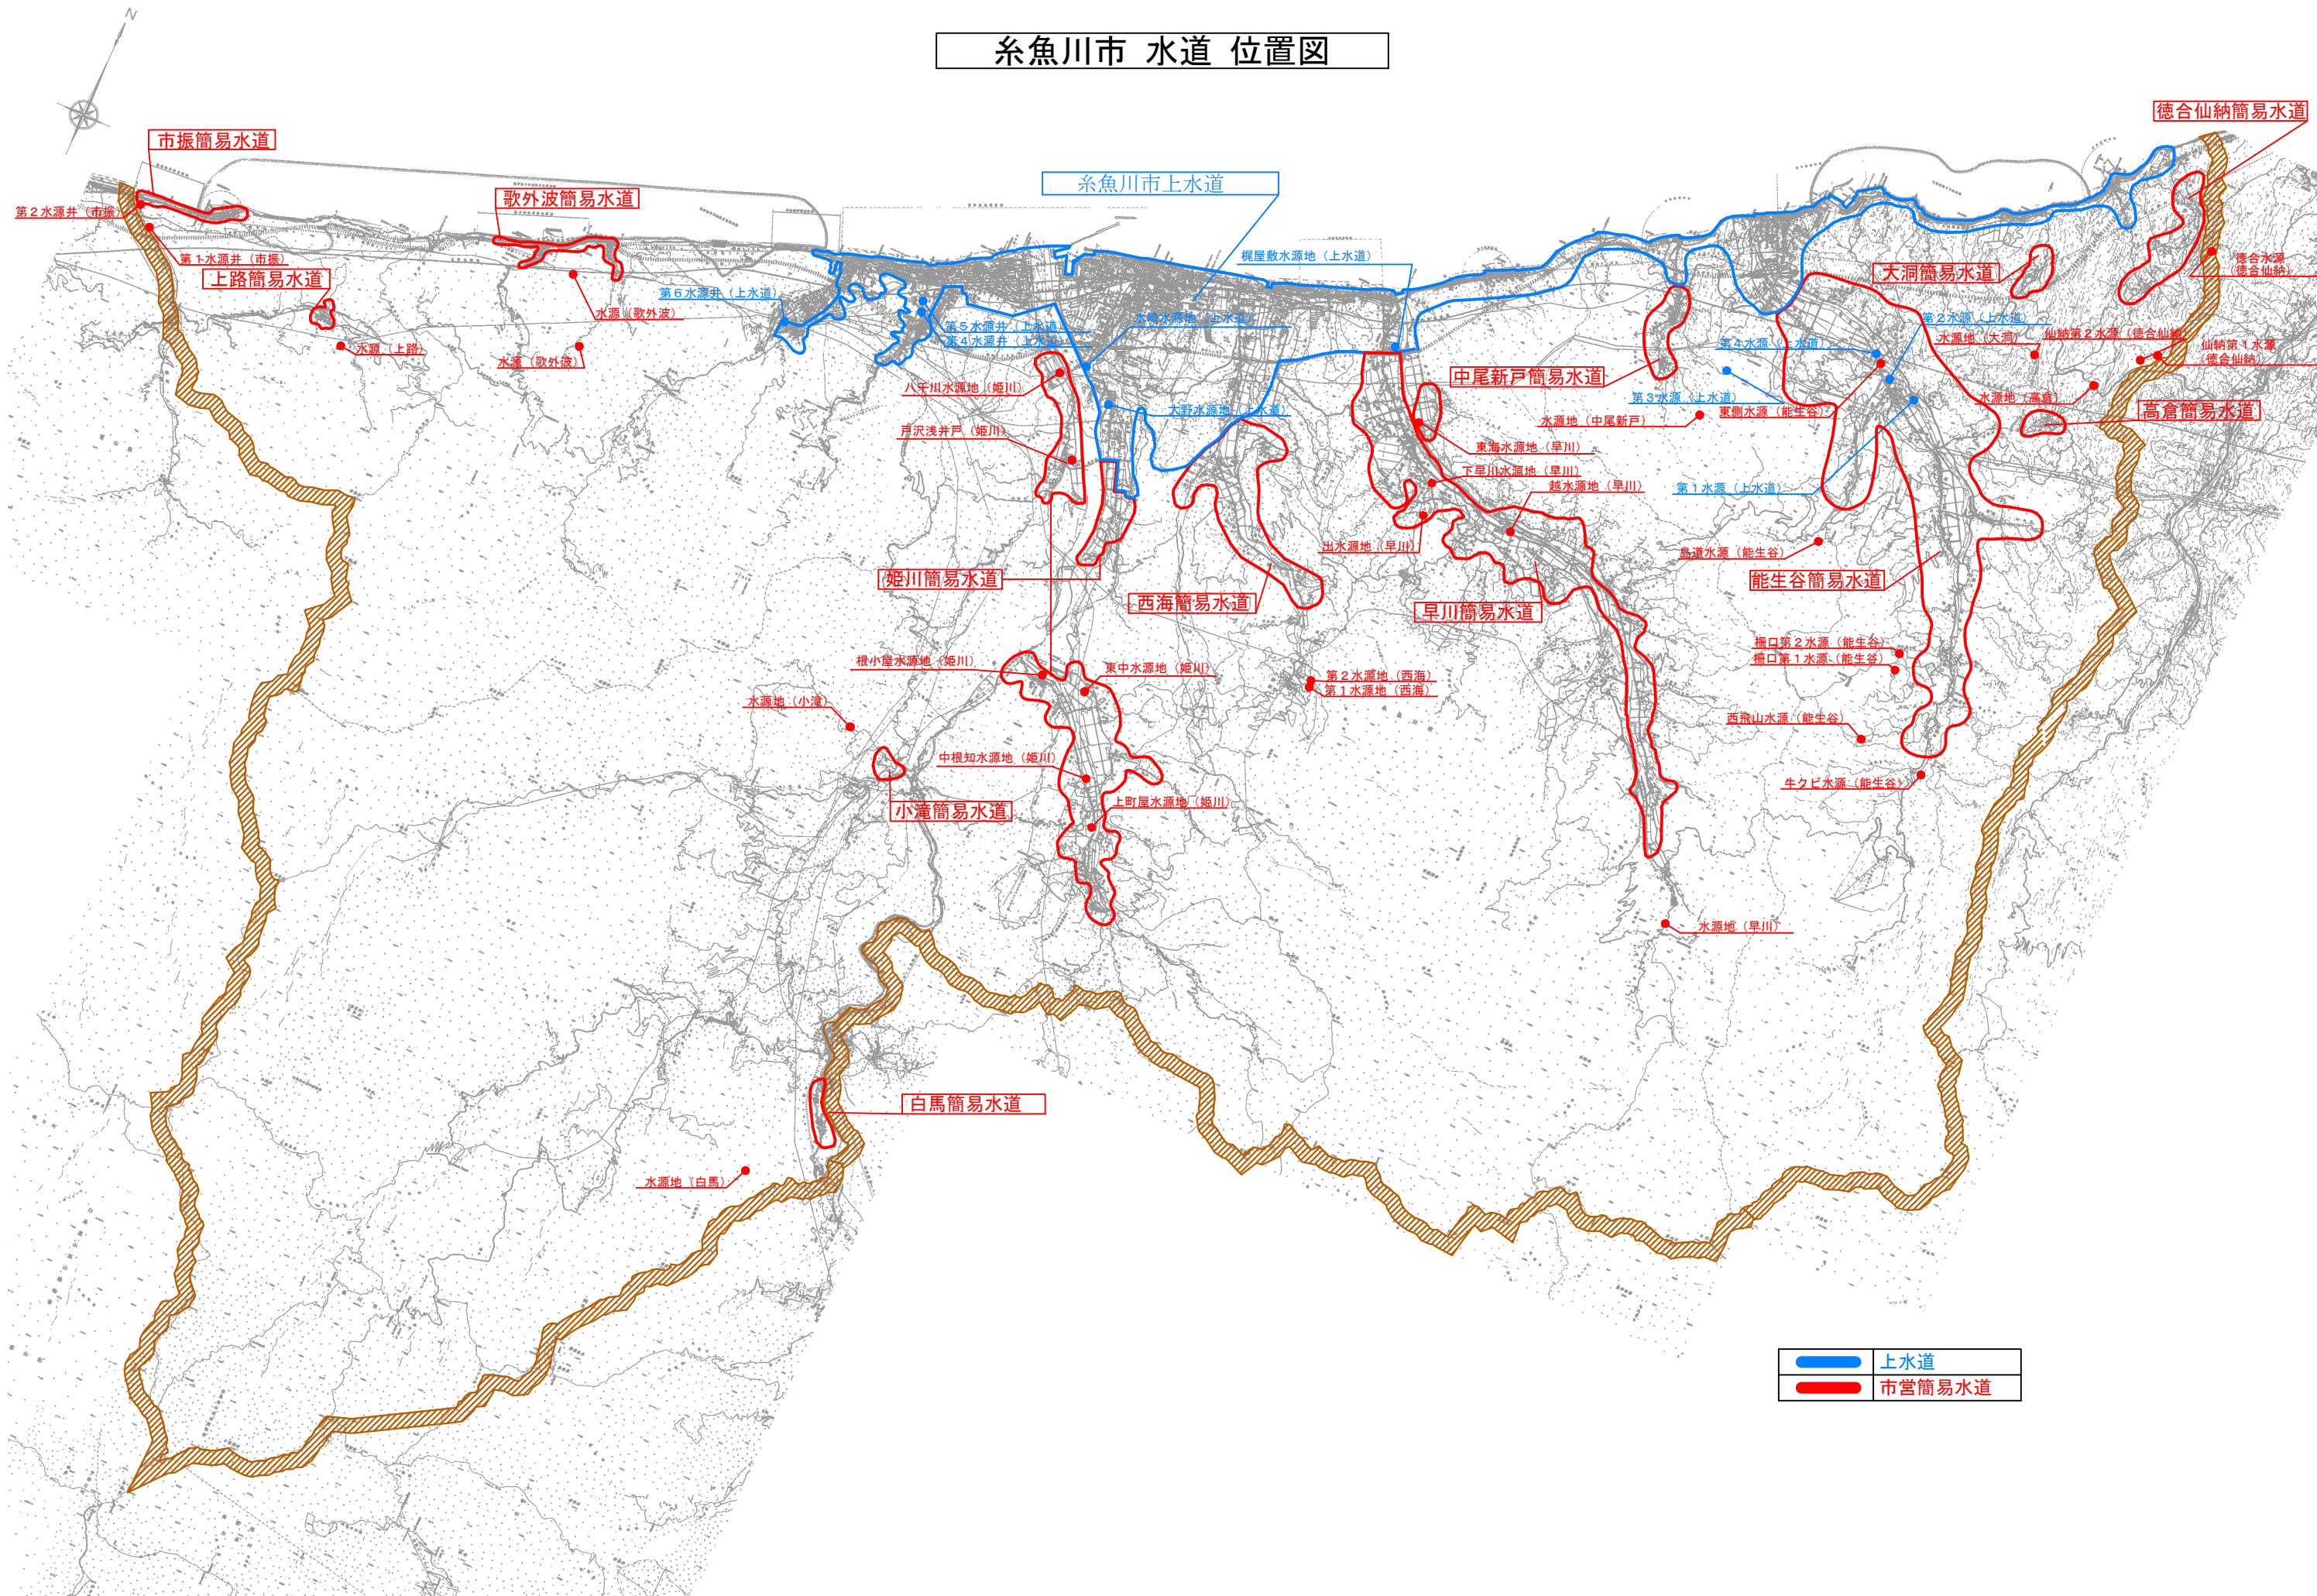 糸魚川市 水道 位置図
N
徳合仙納簡易水道
市振簡易水道
糸魚川市上水道
歌外波簡易水道
第2水源井（市振）
第1水源井（市振）
上路簡易水道
梶屋敷水源地（上水道）
大洞簡易水道
徳合水源
（徳合仙納）
第6水源井（上水道）
水源（歌外波）
水崎水源地（上水道）
第5水源井（上水道）
第4水源井（上水道）
第2水源（上水道）
水源地（大洞）
仙納第2水源（徳合仙納）
仙納第1水源
（徳合仙納）
水源（上路）
水源（歌外波）
第4水源（上水道）
中尾新戸簡易水道
八千川水源地（姫川）
第3水源（上水道）
水源地（高倉）
大野水源地（上水道）
東側水源（能生谷）
高倉簡易水道
水源地（中尾新戸）
戸沢浅井戸（姫川）
東海水源地（早川）
下早川水源地（早川）
越水源地（早川）
第1水源（上水道）
出水源地（早川）
島道水源（能生谷）
姫川簡易水道
能生谷簡易水道
西海簡易水道
早川簡易水道
柵口第2水源（能生谷）
柵口第1水源（能生谷）
根小屋水源地（姫川）
東中水源地（姫川）
第2水源地（西海）
第1水源地（西海）
水源地（小滝）
西飛山水源（能生谷）
中根知水源地（姫川）
牛クビ水源（能生谷）
上町屋水源地（姫川）
小滝簡易水道
水源地（早川）
白馬簡易水道
水源地（白馬）
上水道
市営簡易水道